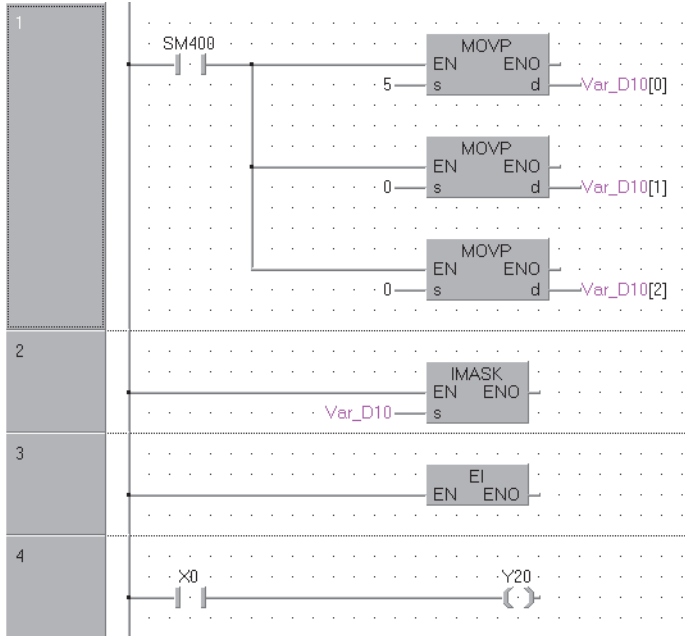 1
SM400
MOVP
EN ENO
5 s d Var_D10[0]
MOVP
EN ENO
0 s d Var_D10[1]
MOVP
EN ENO
0 s d Var_D10[2]
2
IMASK
EN ENO
Var_D10 s
3
EI
EN ENO
4
X0 Y20